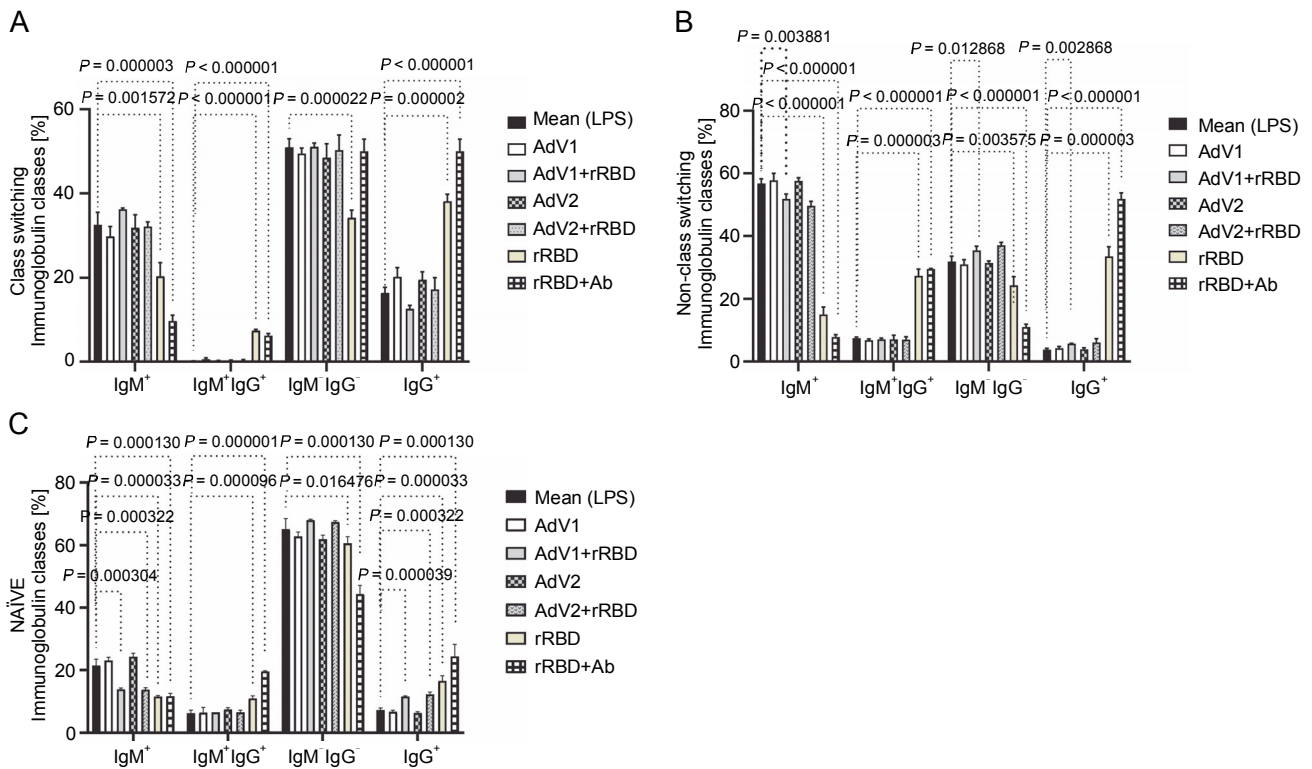 A
P = 0.000003 P < 0.000001 P < 0.000001
P = 0.001572 P < 0.000001 P = 0.000022 P = 0.000002
Class switching
Immunoglobulin classes [%]
60
40
20
0
IgM⁺ IgM⁺IgG⁺ IgM⁻IgG⁻ IgG⁺
Mean (LPS)
AdV1
AdV1+rRBD
AdV2
AdV2+rRBD
rRBD
rRBD+Ab
B
P = 0.003881 P = 0.012868 P = 0.002868
P < 0.000001
P < 0.000001 P < 0.000001 P < 0.000001 P < 0.000001
P = 0.000003 P = 0.003575 P = 0.000003
Non-class switching
Immunoglobulin classes [%]
80
60
40
20
0
IgM⁺ IgM⁺IgG⁺ IgM⁻IgG⁻ IgG⁺
Mean (LPS)
AdV1
AdV1+rRBD
AdV2
AdV2+rRBD
rRBD
rRBD+Ab
C
P = 0.000130 P = 0.000001 P = 0.000130 P = 0.000130
P = 0.000033 P = 0.000096 P = 0.016476 P = 0.000033
P = 0.000322 P = 0.000322
P = 0.000304 P = 0.000039
NAÏVE
Immunoglobulin classes [%]
80
60
40
20
0
IgM⁺ IgM⁺IgG⁺ IgM⁻IgG⁻ IgG⁺
Mean (LPS)
AdV1
AdV1+rRBD
AdV2
AdV2+rRBD
rRBD
rRBD+Ab